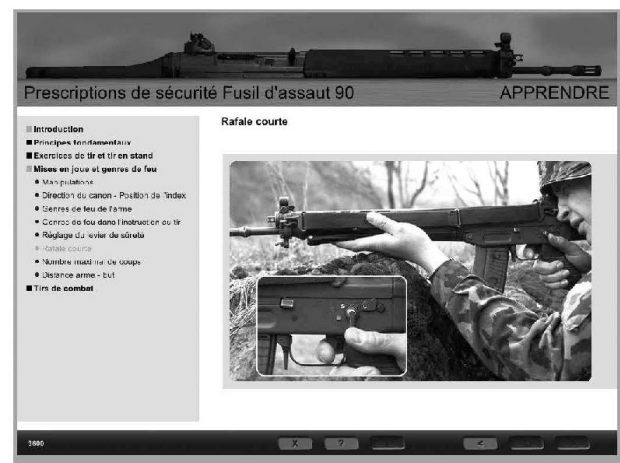 Prescriptions de sécurité Fusil d'assaut 90
APPRENDRE
Introduction
Principes fondamentaux
Exercices de tir et tir en stand
Mises en joue et genres de feu
Manipulations
Direction du canon - Position de l'index
Genres de feu de l'arme
Genres de feu dans l'instruction au tir
Réglage du levier de sûreté
Rafale courte
Nombre maximal de coups
Distance arme - but
Tirs de combat
Rafale courte
3600
X ? <